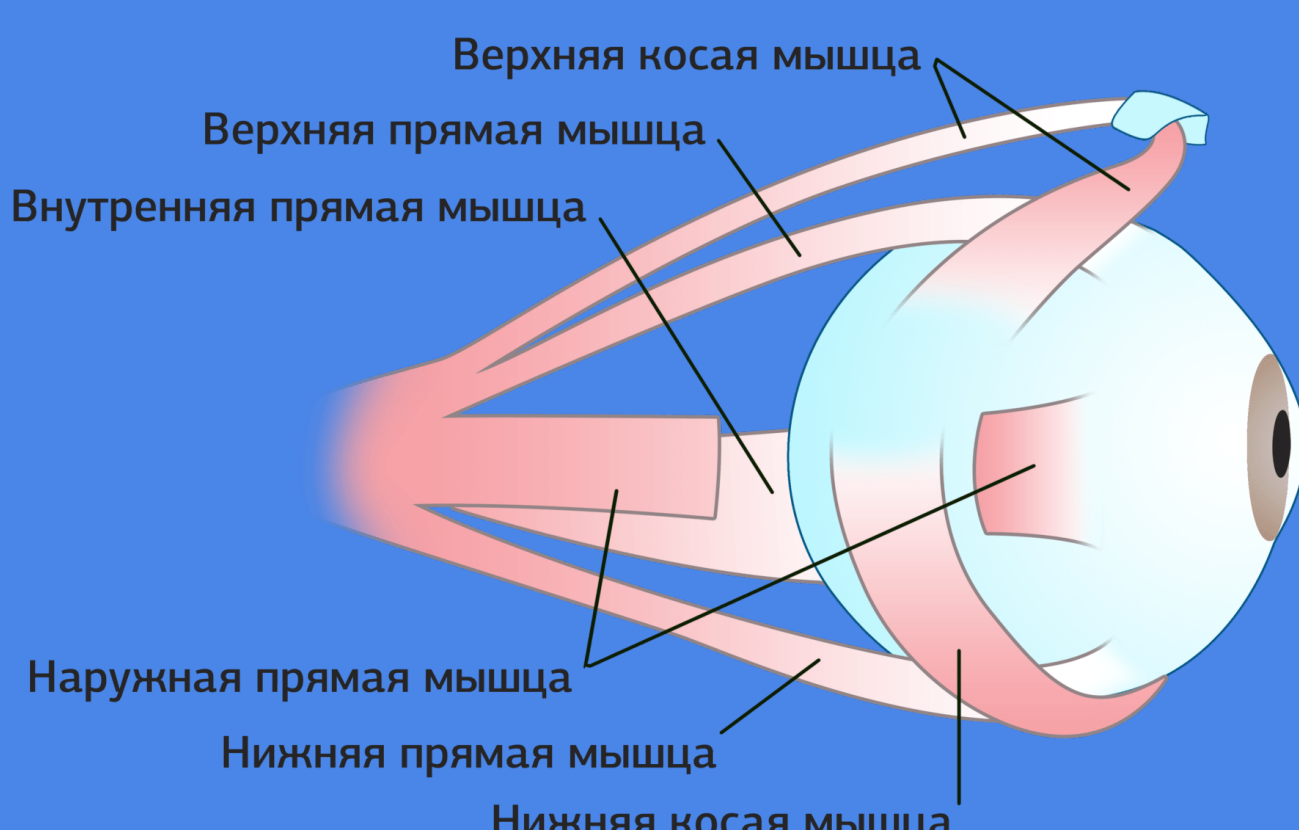 Верхняя косая мышца
Верхняя прямая мышца
Внутренняя прямая мышца
Наружная прямая мышца
Нижняя прямая мышца
Нижняя косая мышца